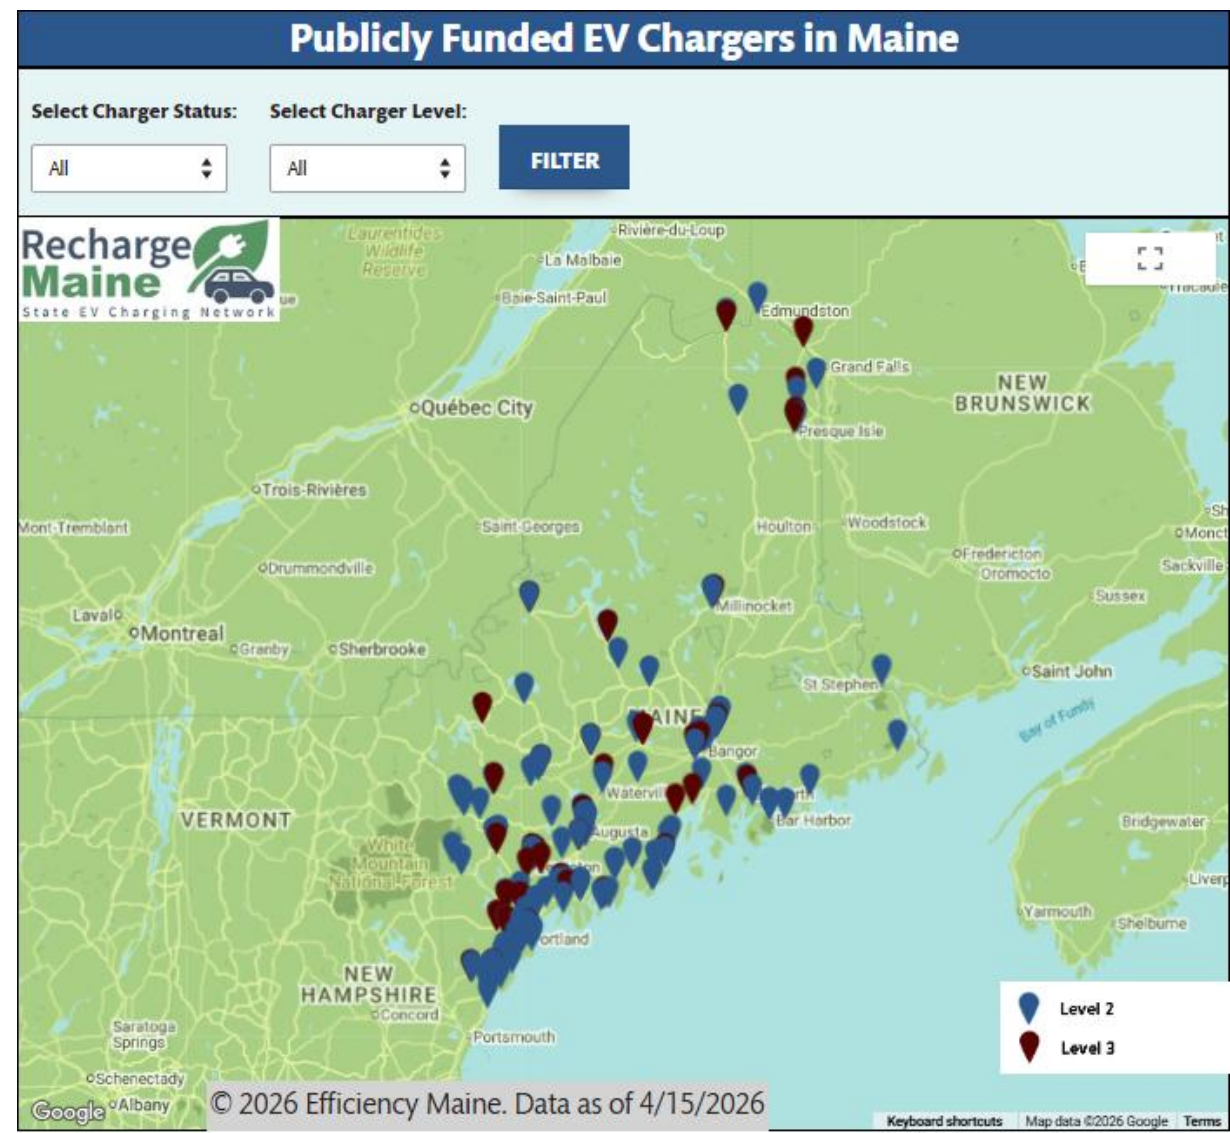 Publicly Funded EV Chargers in Maine
Select Charger Status:
Select Charger Level:
All
All
FILTER
Recharge
Maine
State EV Charging Network
Laurentides
Wildlife
Reserve
Rivière-du-Loup
La Malbaie
Baie-Saint-Paul
Edmundston
Grand Falls
NEW
BRUNSWICK
Québec City
Presque Isle
Trois-Rivières
Mont-Tremblant
Saint-Georges
Houlton
Woodstock
Fredericton
Oromocto
Sackville
Drummondville
Sussex
Laval
Montreal
Granby
Sherbrooke
Millinocket
Saint John
St Stephen
Bay of Fundy
MAINE
Bangor
VERMONT
Bar Harbor
Augusta
Bridgewater
White
Mountain
National Forest
Yarmouth
Shelburne
NEW
HAMPSHIRE
Concord
Portsmouth
Saratoga
Springs
Schenectady
Albany
Level 2
Level 3
Google
© 2026 Efficiency Maine. Data as of 4/15/2026
Keyboard shortcuts
Map data ©2026 Google
Terms